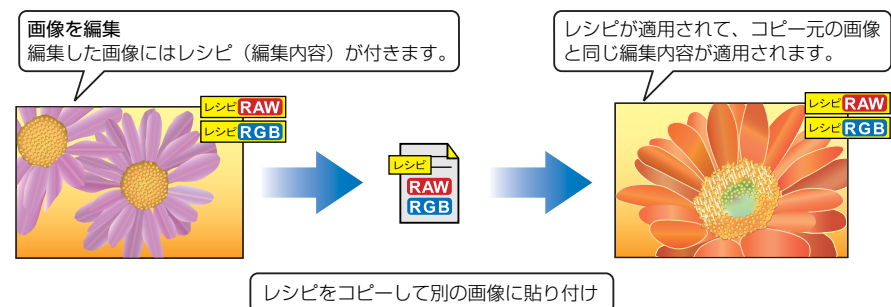 画像を編集
編集した画像にはレシピ（編集内容）が付きます。
レシピが適用されて、コピー元の画像
と同じ編集内容が適用されます。
レシピ RAW
レシピ RGB
レシピ
RAW
RGB
レシピ RAW
レシピ RGB
レシピをコピーして別の画像に貼り付け